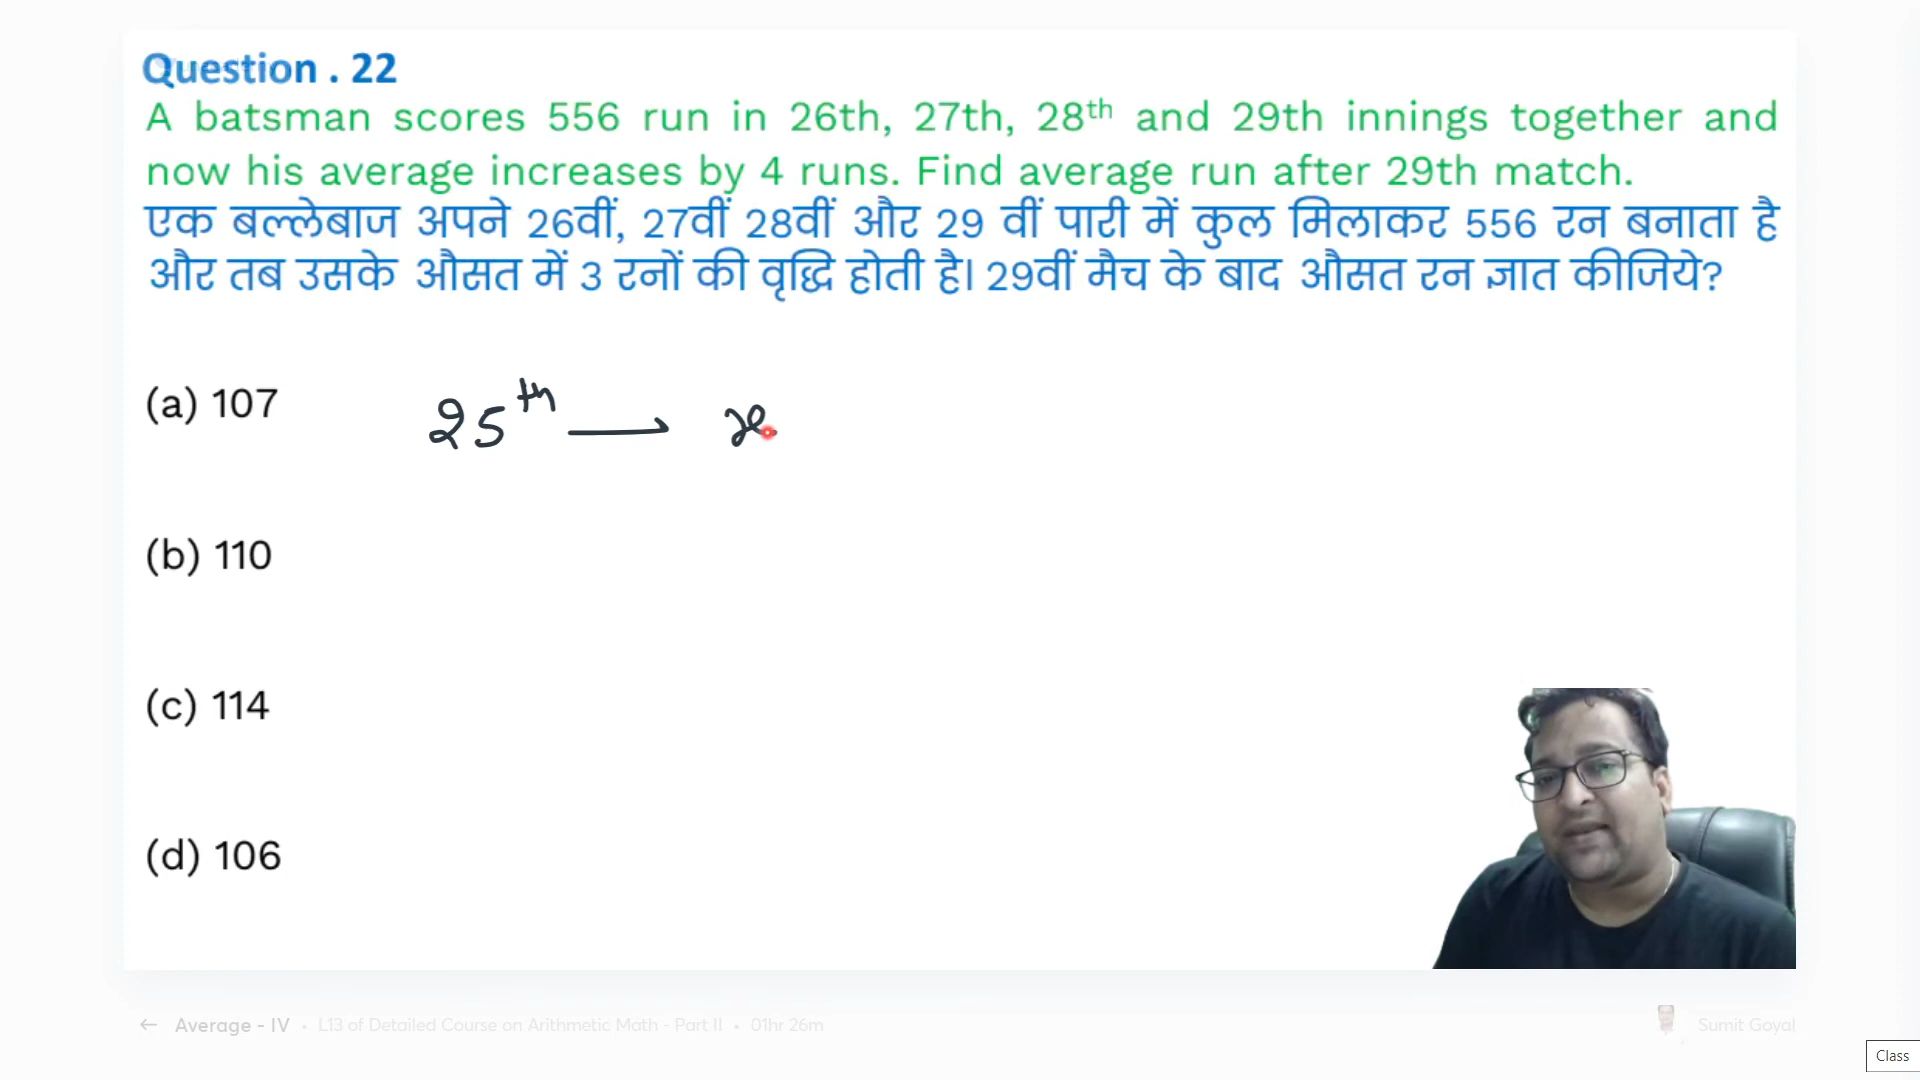 Question . 22
A batsman scores 556 run in 26th, 27th, 28th and 29th innings together and
now his average increases by 4 runs. Find average run after 29th match.
एक बल्लेबाज अपने 26वीं, 27वीं 28वीं और 29 वीं पारी में कुल मिलाकर 556 रन बनाता है
और तब उसके औसत में 3 रनों की वृद्धि होती है। 29वीं मैच के बाद औसत रन ज्ञात कीजिये?
(a) 107
25th → x
(b) 110
(c) 114
(d) 106
← Average - IV • L13 of Detailed Course on Arithmetic Math - Part II • 01hr 26m
Sumit Goyal
Class